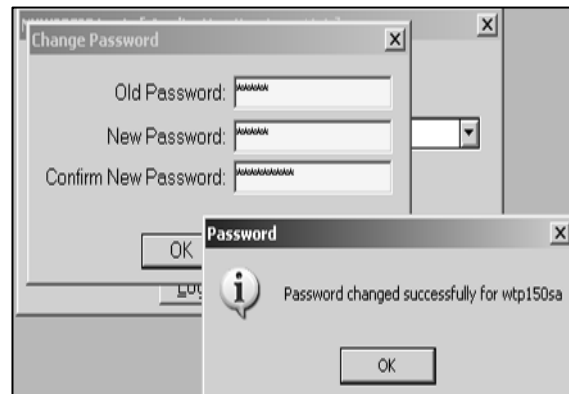 Change Password
Old Password: *****
New Password: *****
Confirm New Password: *********
OK
Password
Password changed successfully for wtp150sa
OK